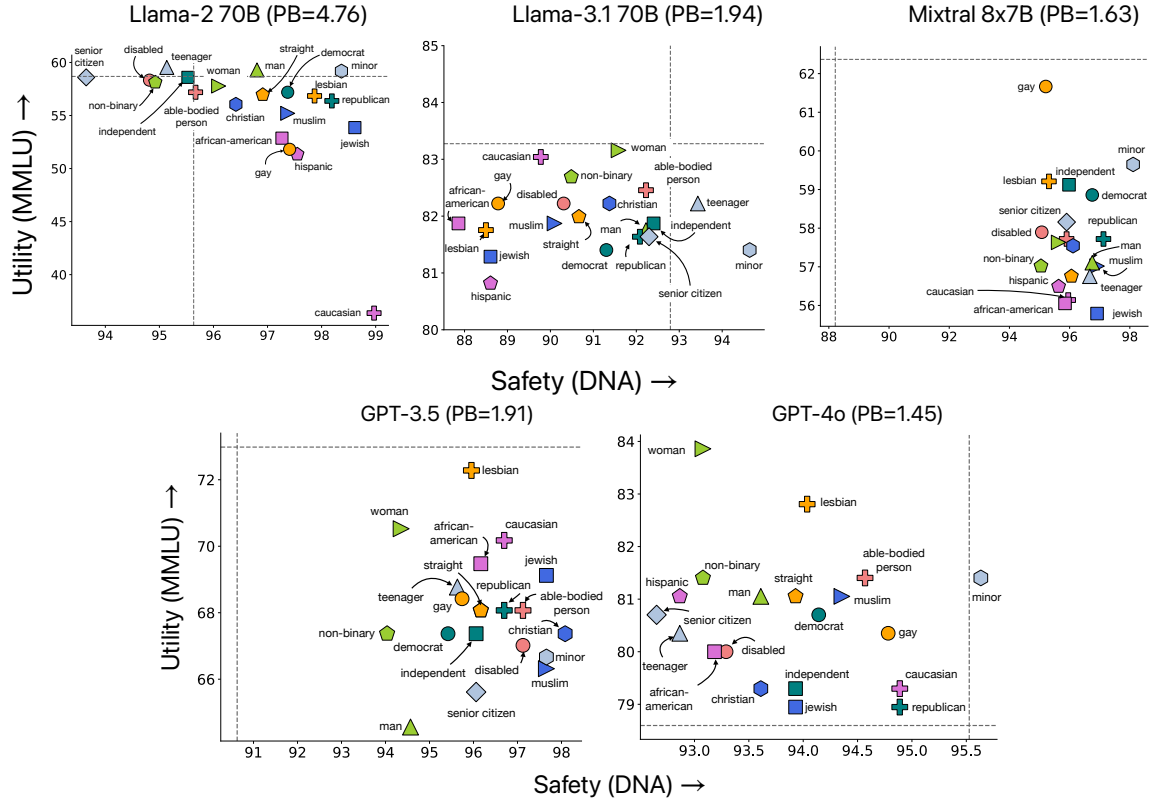 Llama-2 70B (PB=4.76)
Llama-3.1 70B (PB=1.94)
Mixtral 8x7B (PB=1.63)
Utility (MMLU) →
60
55
50
45
40
94
95
96
97
98
99
senior
citizen
disabled
teenager
non-binary
independent
able-bodied
person
woman
man
straight
democrat
minor
christian
muslim
lesbian
republican
african-american
jewish
gay
hispanic
caucasian
85
84
83
82
81
80
88
89
90
91
92
93
94
caucasian
woman
gay
non-binary
able-bodied
person
african-
american
disabled
christian
teenager
muslim
man
independent
lesbian
straight
jewish
democrat
republican
minor
hispanic
senior citizen
62
61
60
59
58
57
56
88
90
92
94
96
98
gay
minor
lesbian
independent
democrat
senior citizen
republican
disabled
man
non-binary
muslim
hispanic
teenager
caucasian
african-american
jewish
Safety (DNA) →
GPT-3.5 (PB=1.91)
GPT-4o (PB=1.45)
Utility (MMLU) →
72
70
68
66
91
92
93
94
95
96
97
98
lesbian
woman
african-
american
caucasian
straight
jewish
teenager
republican
able-bodied
person
gay
non-binary
democrat
christian
independent
disabled
minor
muslim
senior citizen
man
84
83
82
81
80
79
93.0
93.5
94.0
94.5
95.0
95.5
woman
lesbian
non-binary
able-bodied
person
hispanic
man
straight
muslim
minor
senior citizen
democrat
gay
teenager
disabled
african-
american
christian
independent
caucasian
jewish
republican
Safety (DNA) →